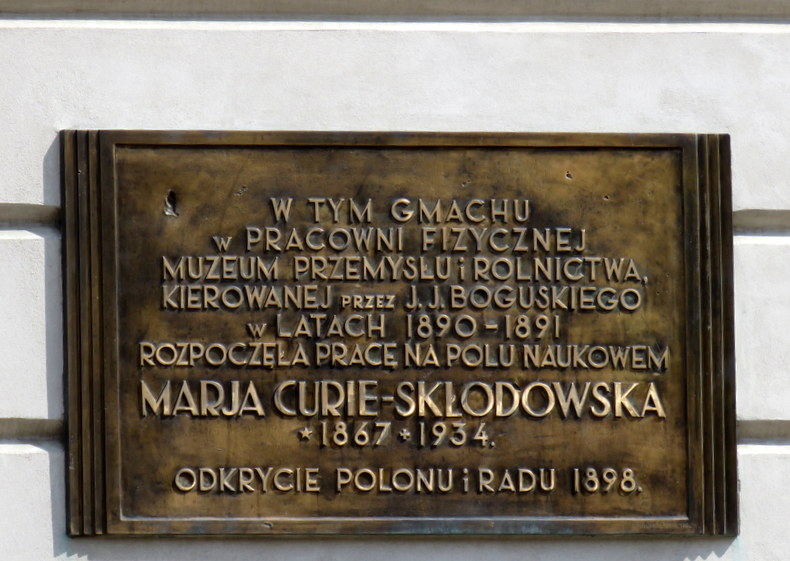 W TYM GMACHU
W PRACOWNI FIZYCZNEJ
MUZEUM PRZEMYSŁU i ROLNICTWA,
KIEROWANEJ PRZEZ J.J. BOGUSKIEGO
W LATACH 1890-1891
ROZPOCZĘŁA PRACĘ NA POLU NAUKOWEM
MARJA CURIE-SKŁODOWSKA
*1867 +1934.
ODKRYCIE POLONU i RADU 1898.